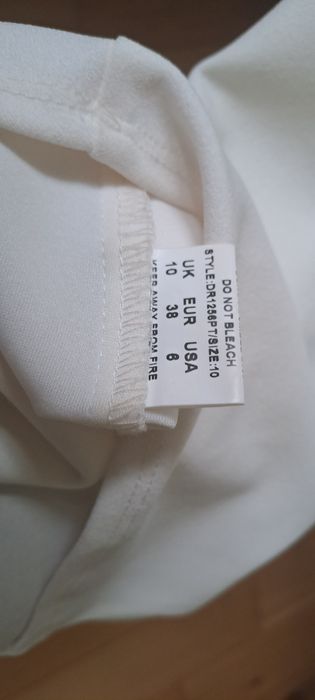 DO NOT BLEACH
STYLE:DR1256PT/SIZE:10
UK EUR USA
10 38 6
KEEP AWAY FROM FIRE